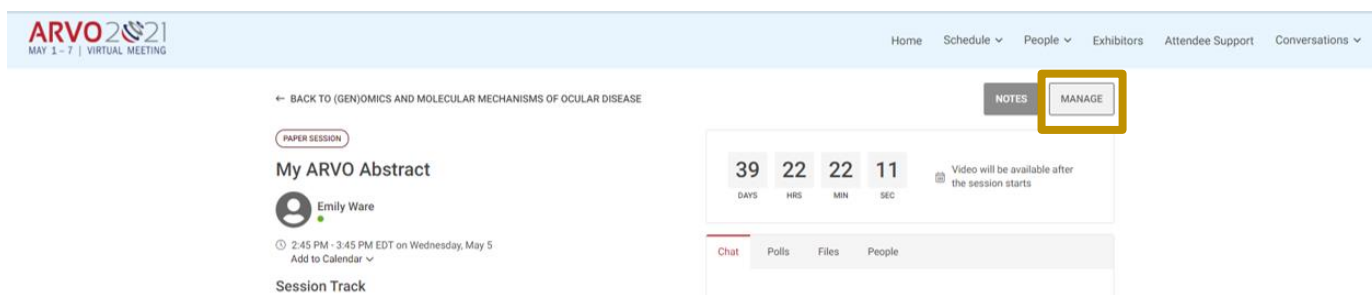 ARVO2021
MAY 1 - 7 | VIRTUAL MEETING
Home Schedule People Exhibitors Attendee Support Conversations
← BACK TO (GEN)OMICS AND MOLECULAR MECHANISMS OF OCULAR DISEASE
NOTES MANAGE
PAPER SESSION
My ARVO Abstract
Emily Ware
2:45 PM - 3:45 PM EDT on Wednesday, May 5
Add to Calendar
Session Track
39 22 22 11
DAYS HRS MIN SEC
Video will be available after
the session starts
Chat Polls Files People